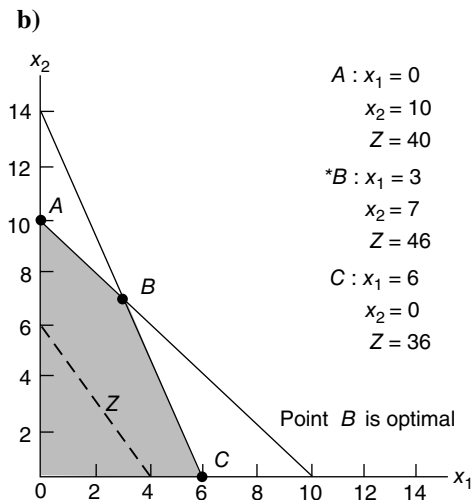 b)
x2
14
12
10
8
6
4
2
A
B
Z
C
0
2
4
6
8
10
12
14
x1
A : x1 = 0
x2 = 10
Z = 40
*B : x1 = 3
x2 = 7
Z = 46
C : x1 = 6
x2 = 0
Z = 36
Point B is optimal